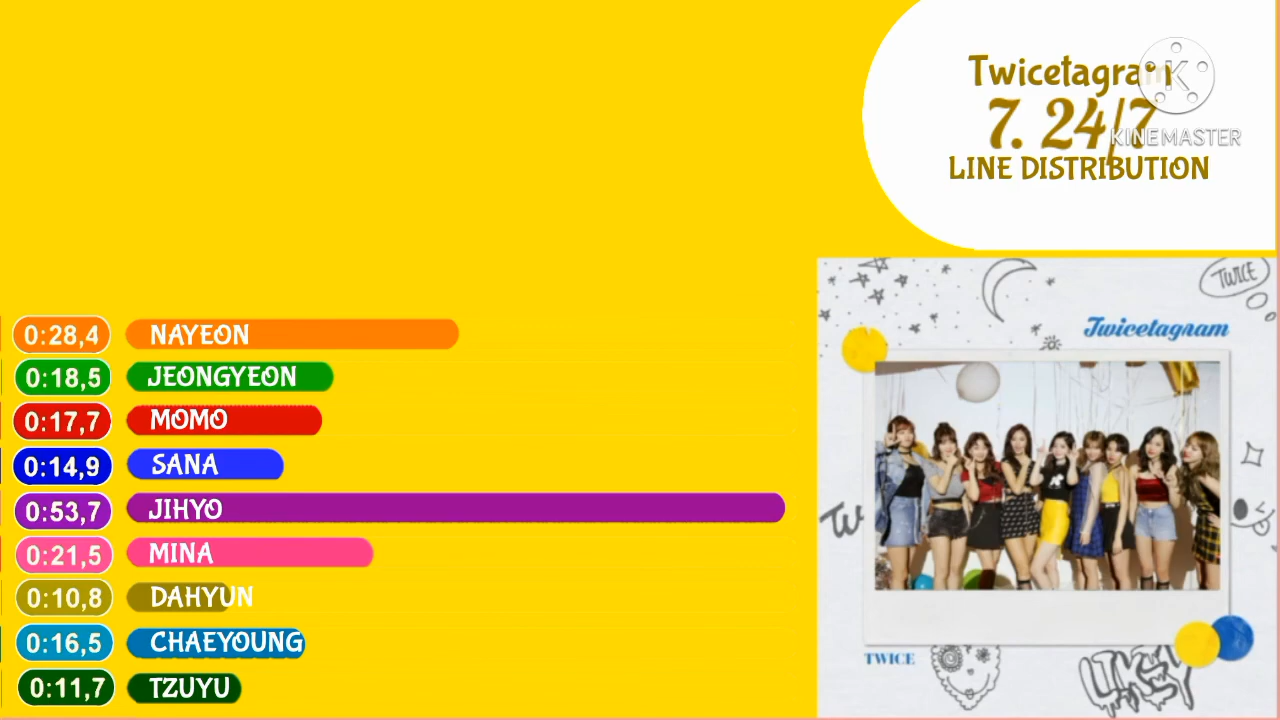 Twicetagram
7. 24/7
LINE DISTRIBUTION
KINEMASTER
0:28,4 NAYEON
0:18,5 JEONGYEON
0:17,7 MOMO
0:14,9 SANA
0:53,7 JIHYO
0:21,5 MINA
0:10,8 DAHYUN
0:16,5 CHAEYOUNG
0:11,7 TZUYU
TWICE
Twicetagram
Tw
TWICE
LIKEY